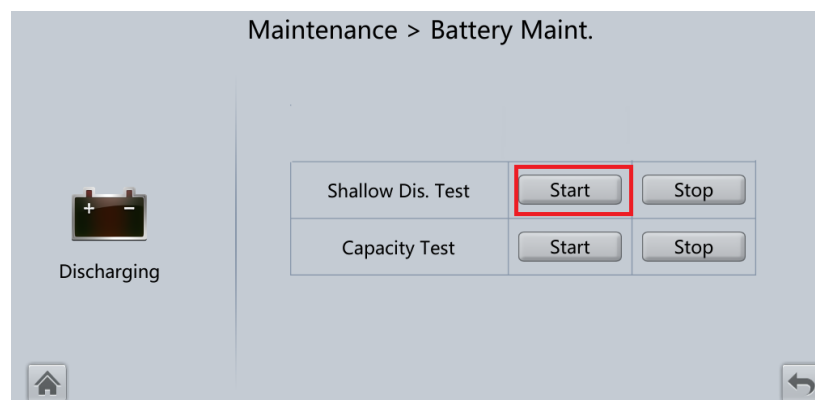 Maintenance > Battery Maint.
Shallow Dis. Test Start Stop
Capacity Test Start Stop
+ -
Discharging